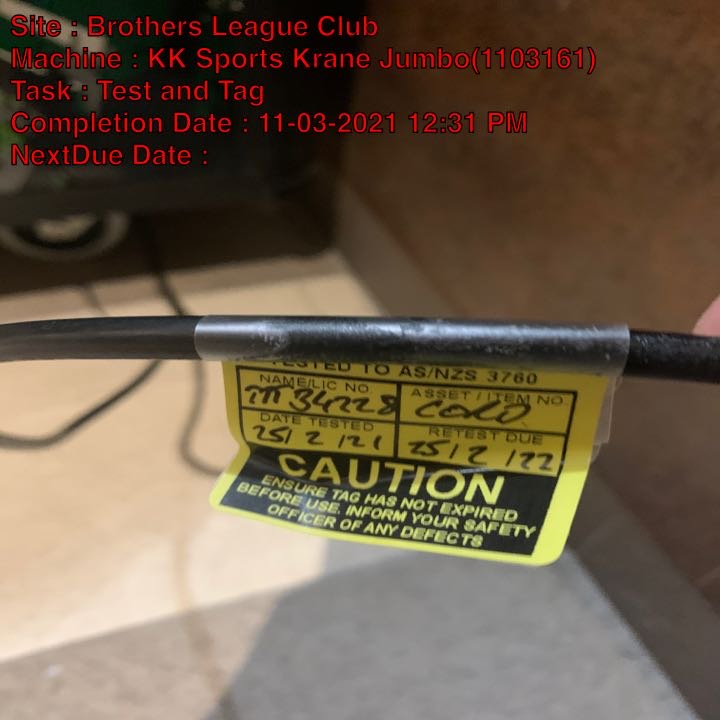 Site : Brothers League Club
Machine : KK Sports Krane Jumbo(1103161)
Task : Test and Tag
Completion Date : 11-03-2021 12:31 PM
NextDue Date :
TESTED TO AS/NZS 3760
NAME/LIC NO. ASSET / ITEM NO
34228
DATE TESTED RETEST DUE
25/2/21 25/2/22
CAUTION
ENSURE TAG HAS NOT EXPIRED
BEFORE USE. INFORM YOUR SAFETY
OFFICER OF ANY DEFECTS